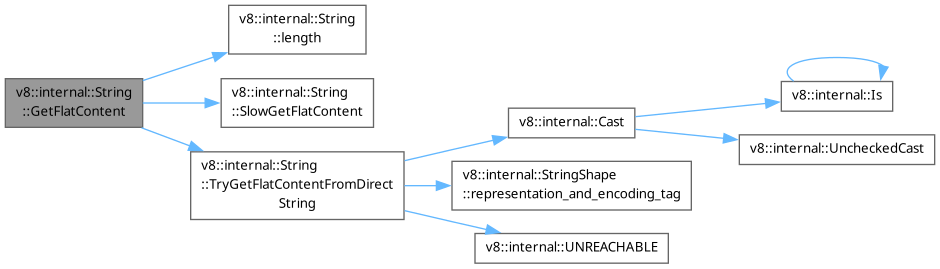 v8::internal::String
::GetFlatContent
v8::internal::String
::length
v8::internal::String
::SlowGetFlatContent
v8::internal::String
::TryGetFlatContentFromDirect
String
v8::internal::Cast
v8::internal::StringShape
::representation_and_encoding_tag
v8::internal::UNREACHABLE
v8::internal::Is
v8::internal::UncheckedCast